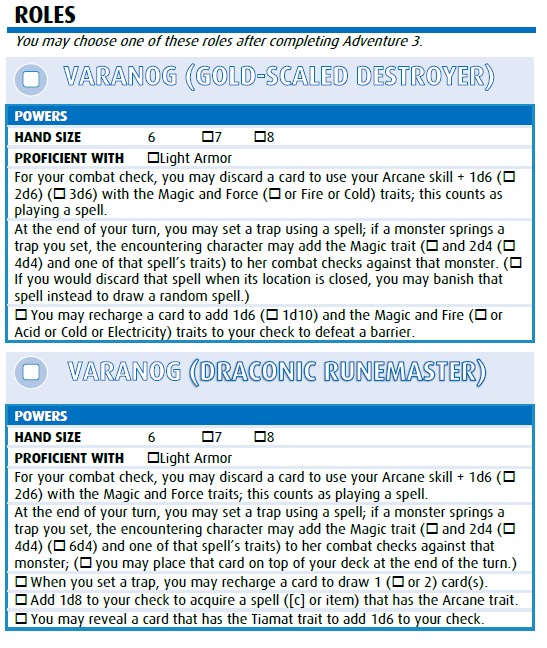 ROLES
You may choose one of these roles after completing Adventure 3.
☐ VARANOG (GOLD-SCALED DESTROYER)
POWERS
HAND SIZE 6 ☐7 ☐8
PROFICIENT WITH ☐Light Armor
For your combat check, you may discard a card to use your Arcane skill + 1d6 (☐
2d6) (☐ 3d6) with the Magic and Force (☐ or Fire or Cold) traits; this counts as
playing a spell.
At the end of your turn, you may set a trap using a spell; if a monster springs a
trap you set, the encountering character may add the Magic trait (☐ and 2d4 (☐
4d4) and one of that spell's traits) to her combat checks against that monster. (☐
If you would discard that spell when its location is closed, you may banish that
spell instead to draw a random spell.)
☐ You may recharge a card to add 1d6 (☐ 1d10) and the Magic and Fire (☐ or
Acid or Cold or Electricity) traits to your check to defeat a barrier.
☐ VARANOG (DRACONIC RUNEMASTER)
POWERS
HAND SIZE 6 ☐7 ☐8
PROFICIENT WITH ☐Light Armor
For your combat check, you may discard a card to use your Arcane skill + 1d6 (☐
2d6) with the Magic and Force traits; this counts as playing a spell.
At the end of your turn, you may set a trap using a spell; if a monster springs a
trap you set, the encountering character may add the Magic trait (☐ and 2d4 (☐
4d4) (☐ 6d4) and one of that spell's traits) to her combat checks against that
monster; (☐ you may place that card on top of your deck at the end of the turn.)
☐ When you set a trap, you may recharge a card to draw 1 (☐ or 2) card(s).
☐ Add 1d8 to your check to acquire a spell ([c] or item) that has the Arcane trait.
☐ You may reveal a card that has the Tiamat trait to add 1d6 to your check.